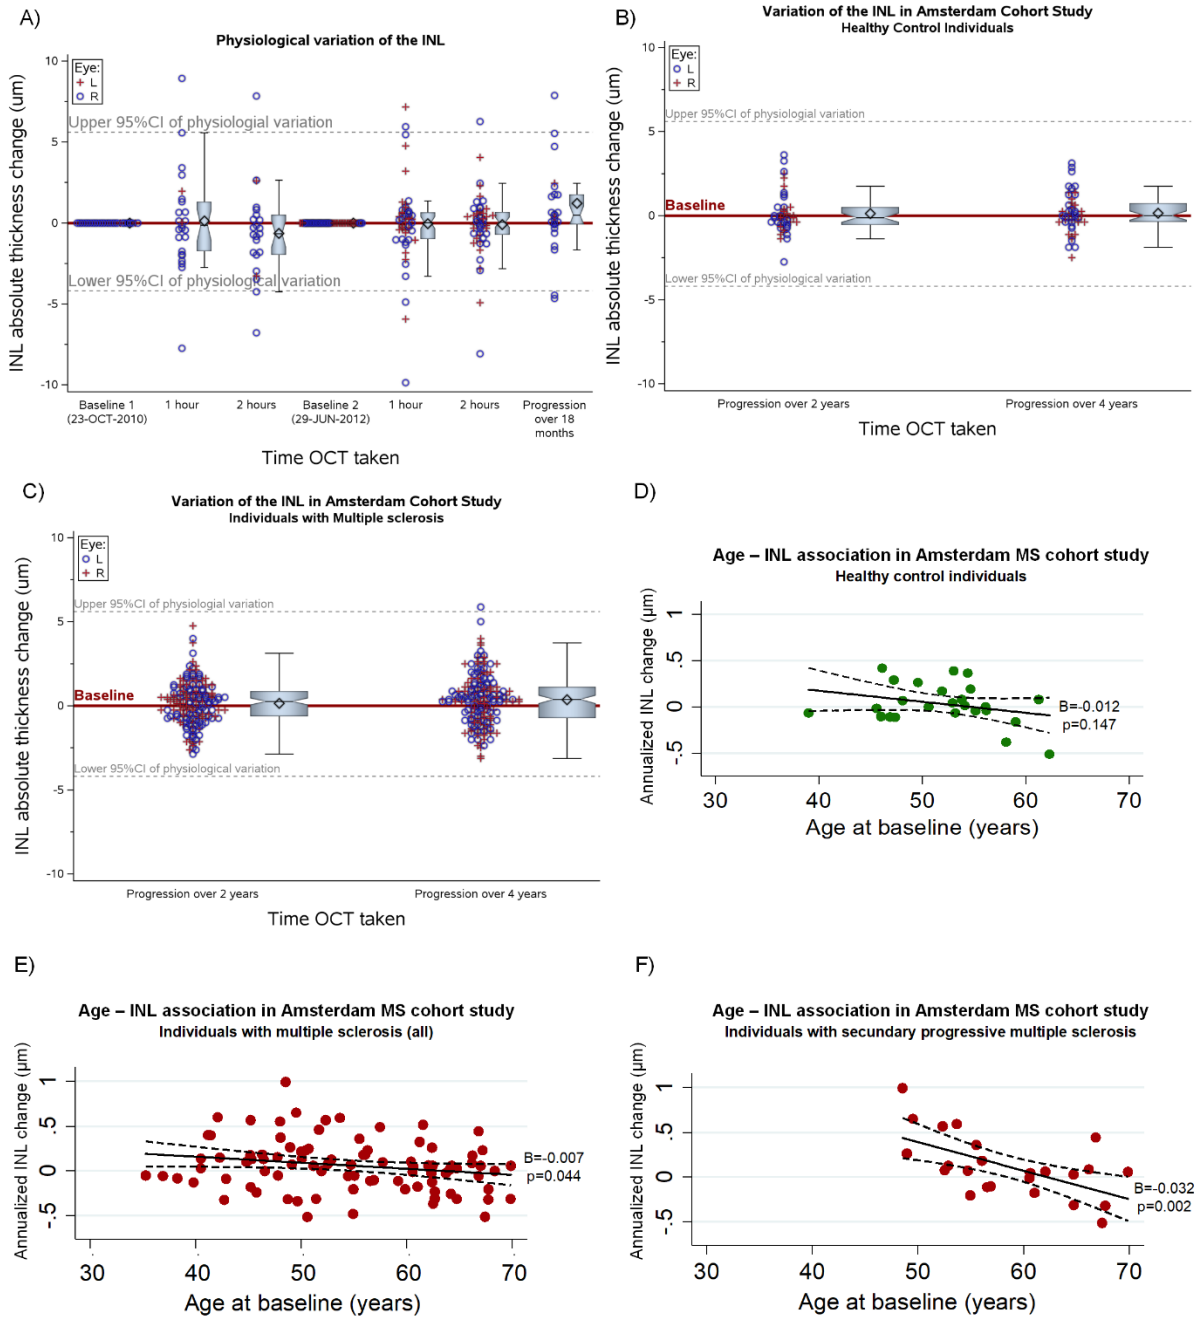 A)
Physiological variation of the INL
INL absolute thickness change (um)
10
5
0
-5
-10
Eye:
+ L
o R
Upper 95%CI of physiologial variation
Lower 95%CI of physiological variation
Baseline 1
(23-OCT-2010)
1 hour
2 hours
Baseline 2
(29-JUN-2012)
1 hour
2 hours
Progression
over 18
months
Time OCT taken
B)
Variation of the INL in Amsterdam Cohort Study
Healthy Control Individuals
INL absolute thickness change (um)
10
5
0
-5
-10
Eye:
o L
+ R
Upper 95%CI of physiologial variation
Baseline
Lower 95%CI of physiological variation
Progression over 2 years
Progression over 4 years
Time OCT taken
C)
Variation of the INL in Amsterdam Cohort Study
Individuals with Multiple sclerosis
INL absolute thickness change (um)
10
5
0
-5
-10
Eye:
o L
+ R
Upper 95%CI of physiologial variation
Baseline
Lower 95%CI of physiological variation
Progression over 2 years
Progression over 4 years
Time OCT taken
D)
Age – INL association in Amsterdam MS cohort study
Healthy control individuals
Annualized INL change (µm)
1
.5
0
-.5
B=-0.012
p=0.147
30 40 50 60 70
Age at baseline (years)
E)
Age – INL association in Amsterdam MS cohort study
Individuals with multiple sclerosis (all)
Annualized INL change (µm)
1
.5
0
-.5
B=-0.007
p=0.044
30 40 50 60 70
Age at baseline (years)
F)
Age – INL association in Amsterdam MS cohort study
Individuals with secundary progressive multiple sclerosis
Annualized INL change (µm)
1
.5
0
-.5
B=-0.032
p=0.002
30 40 50 60 70
Age at baseline (years)